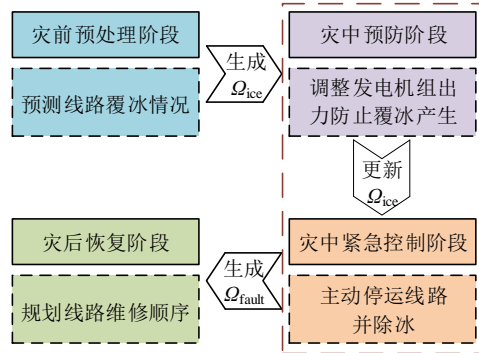 灾前预处理阶段
预测线路覆冰情况
生成
Ωice
灾中预防阶段
调整发电机组出
力防止覆冰产生
更新
Ωice
灾中紧急控制阶段
主动停运线路
并除冰
生成
Ωfault
灾后恢复阶段
规划线路维修顺序